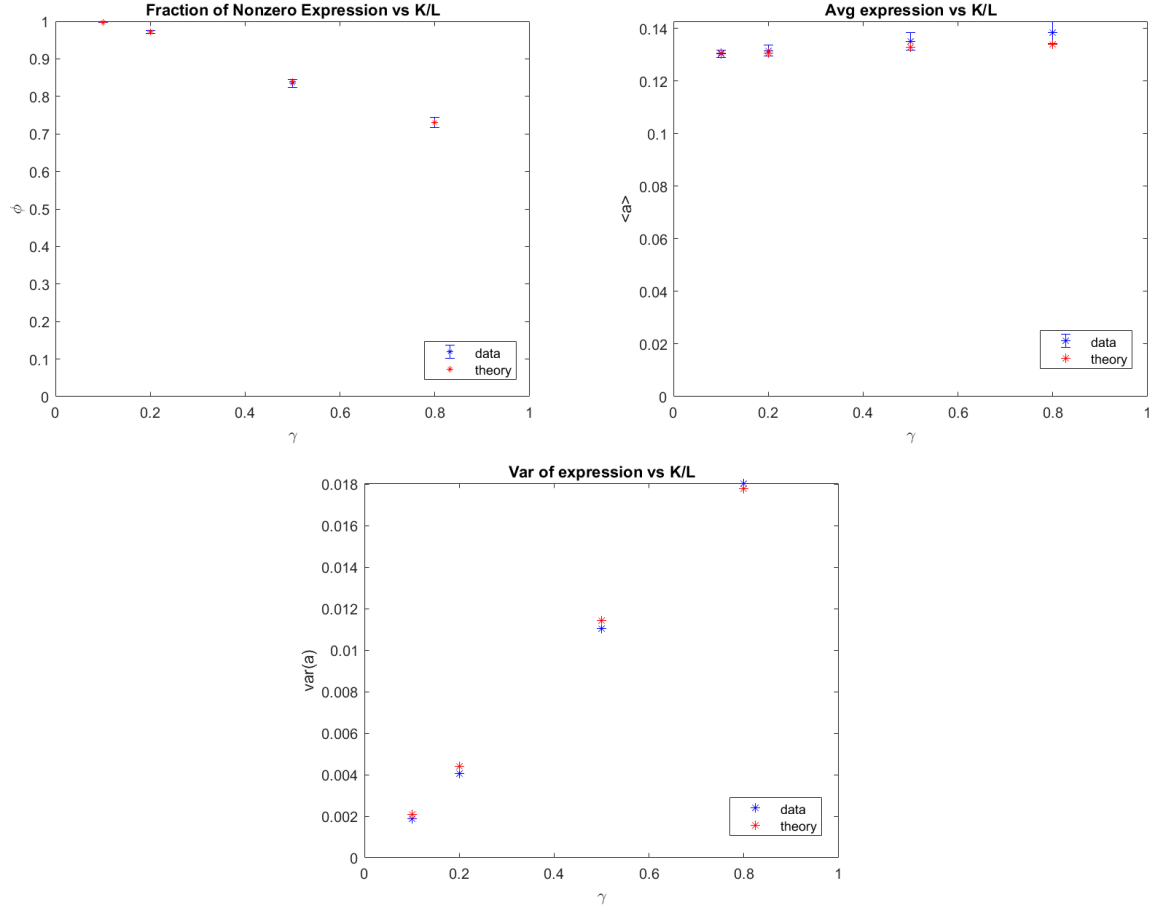 Fraction of Nonzero Expression vs K/L
1
0.9
0.8
0.7
0.6
0.5
0.4
0.3
0.2
0.1
0
ϕ
data
theory
0 0.2 0.4 0.6 0.8 1
γ
Avg expression vs K/L
0.14
0.12
0.1
0.08
0.06
0.04
0.02
0
<a>
data
theory
0 0.2 0.4 0.6 0.8 1
γ
Var of expression vs K/L
0.018
0.016
0.014
0.012
0.01
0.008
0.006
0.004
0.002
0
var(a)
data
theory
0 0.2 0.4 0.6 0.8 1
γ